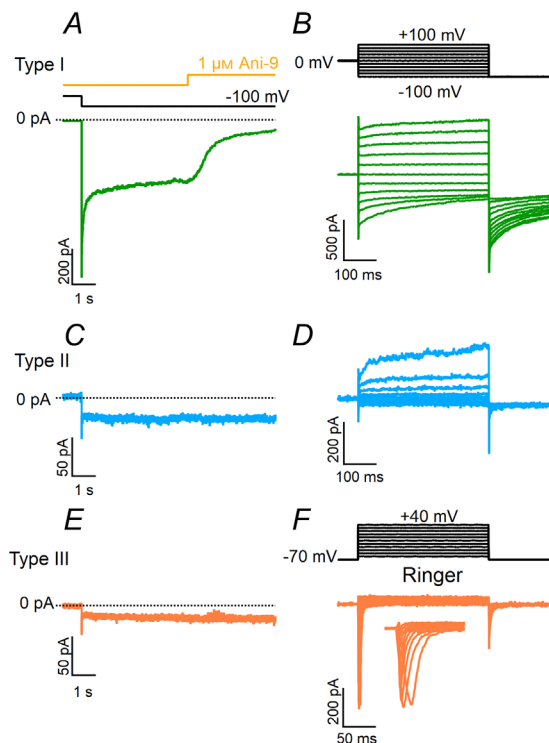 A
B
Type I
1 µM Ani-9
-100 mV
0 pA
200 pA
1 s
+100 mV
0 mV
-100 mV
500 pA
100 ms
C
D
Type II
0 pA
50 pA
1 s
200 pA
100 ms
E
F
Type III
0 pA
50 pA
1 s
+40 mV
-70 mV
Ringer
200 pA
50 ms